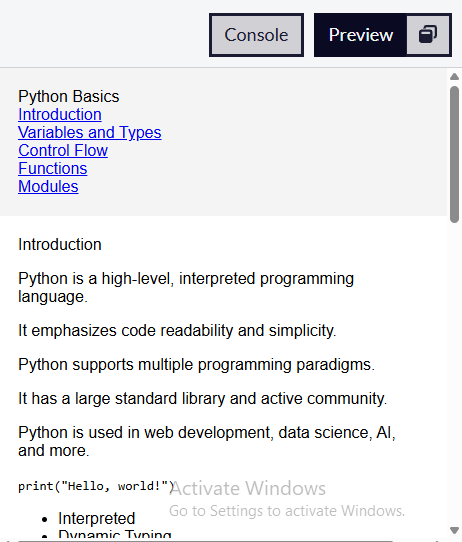 Console
Preview
Python Basics
Introduction
Variables and Types
Control Flow
Functions
Modules
Introduction
Python is a high-level, interpreted programming
language.
It emphasizes code readability and simplicity.
Python supports multiple programming paradigms.
It has a large standard library and active community.
Python is used in web development, data science, AI,
and more.
print("Hello, world!")
Activate Windows
Go to Settings to activate Windows.
• Interpreted
• Dynamic Typing